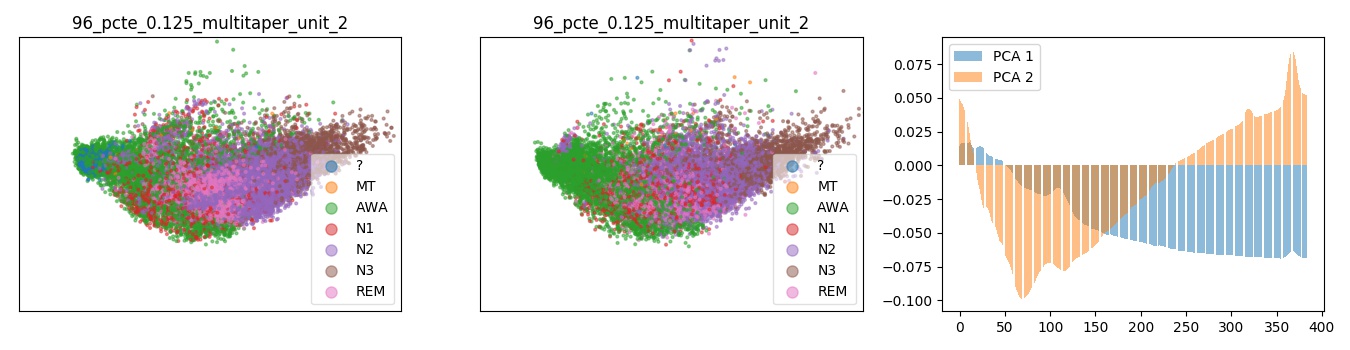 96_pcte_0.125_multitaper_unit_2
?
MT
AWA
N1
N2
N3
REM
96_pcte_0.125_multitaper_unit_2
?
MT
AWA
N1
N2
N3
REM
PCA 1
PCA 2
0.075
0.050
0.025
0.000
−0.025
−0.050
−0.075
−0.100
0 50 100 150 200 250 300 350 400